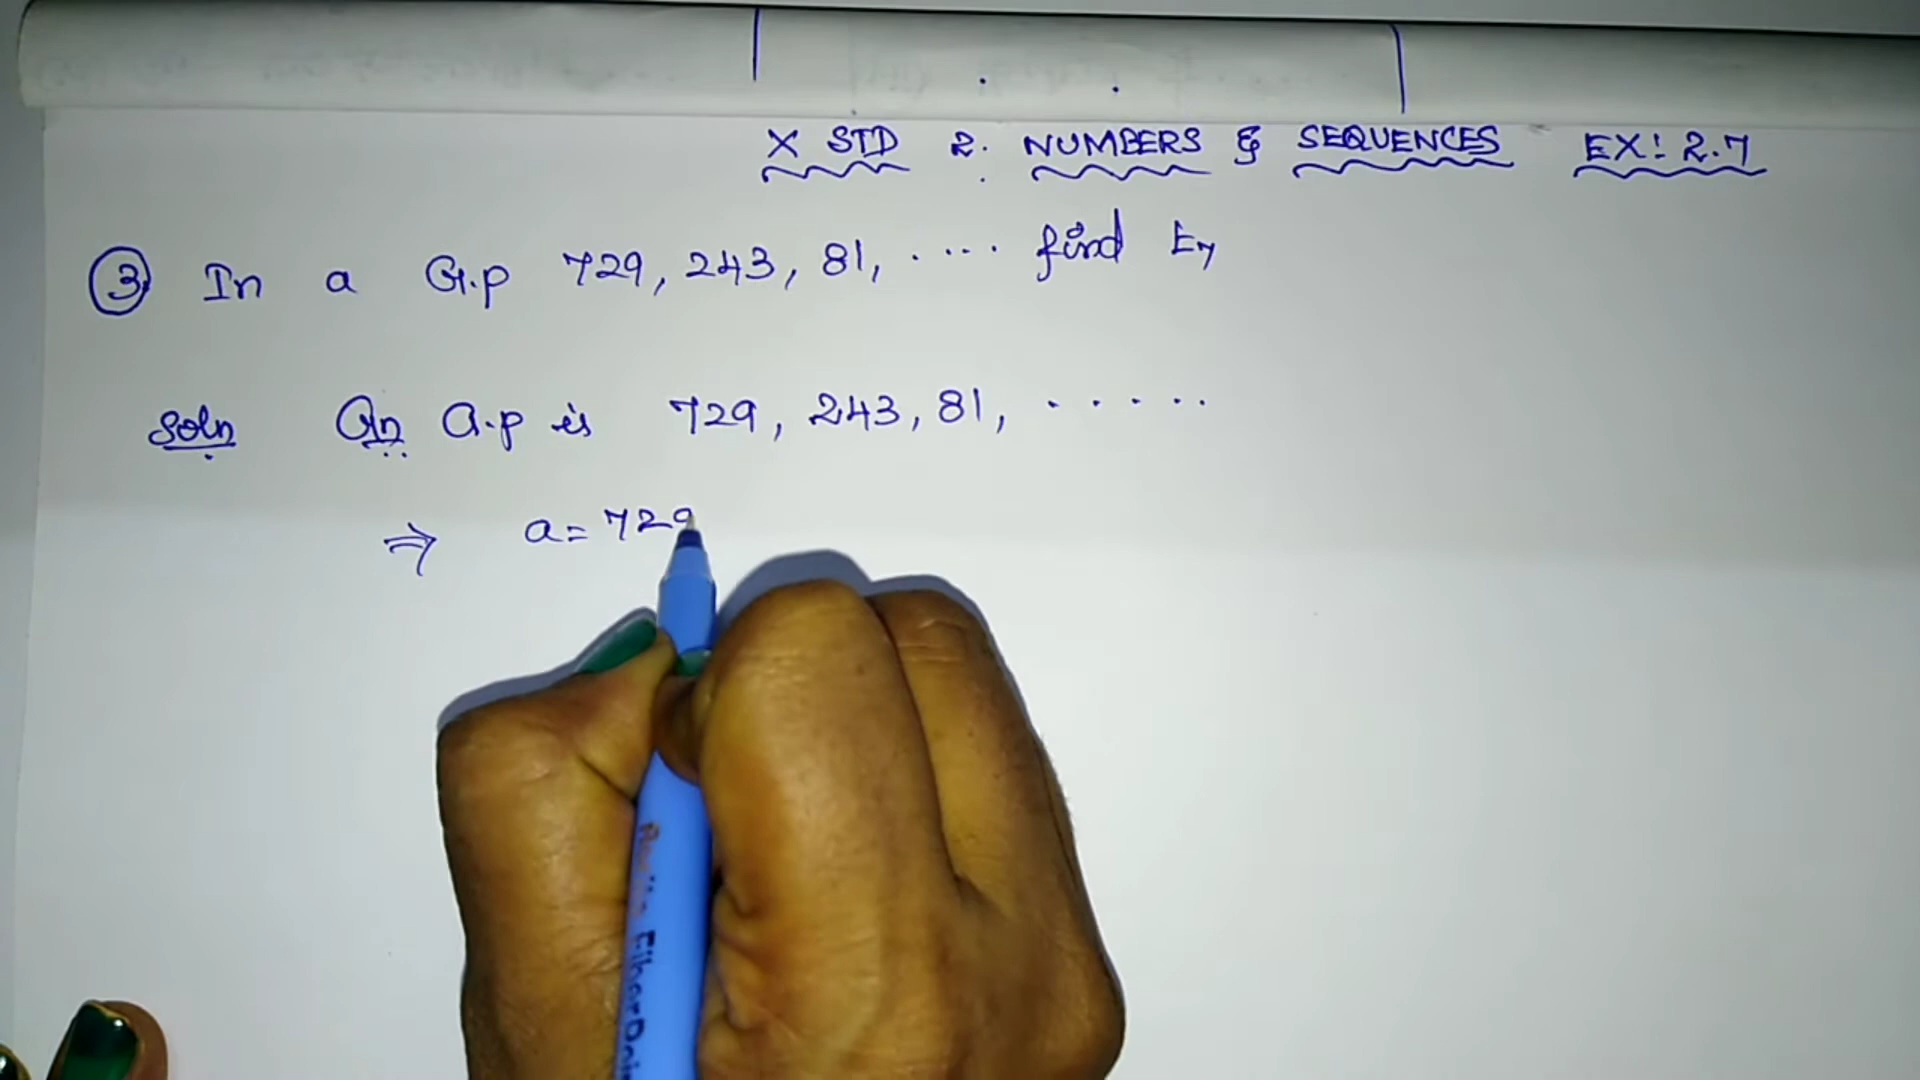 X STD 2. NUMBERS & SEQUENCES EX: 2.7
③ In a G.P 729, 243, 81, .... find t₇
Soln Gn G.P is 729, 243, 81, .....
⇒ a = 729